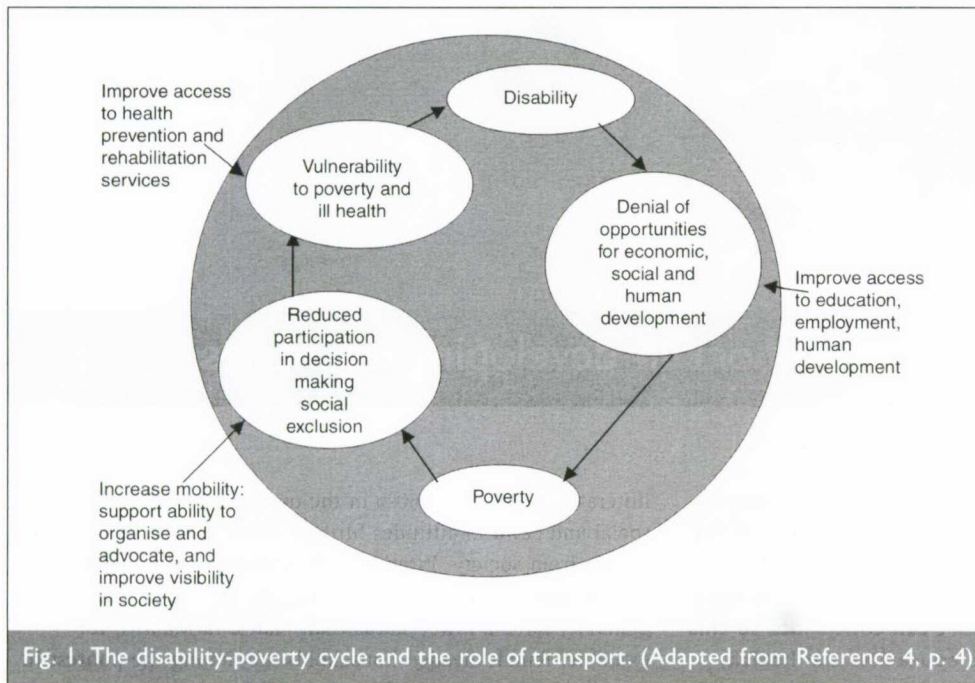 Disability
Improve access
to health
prevention and
rehabilitation
services
Vulnerability
to poverty and
ill health
Denial of
opportunities
for economic,
social and
human
development
Improve access
to education,
employment,
human
development
Reduced
participation
in decision
making
social
exclusion
Poverty
Increase mobility:
support ability to
organise and
advocate, and
improve visibility
in society
Fig. 1. The disability-poverty cycle and the role of transport. (Adapted from Reference 4, p. 4)